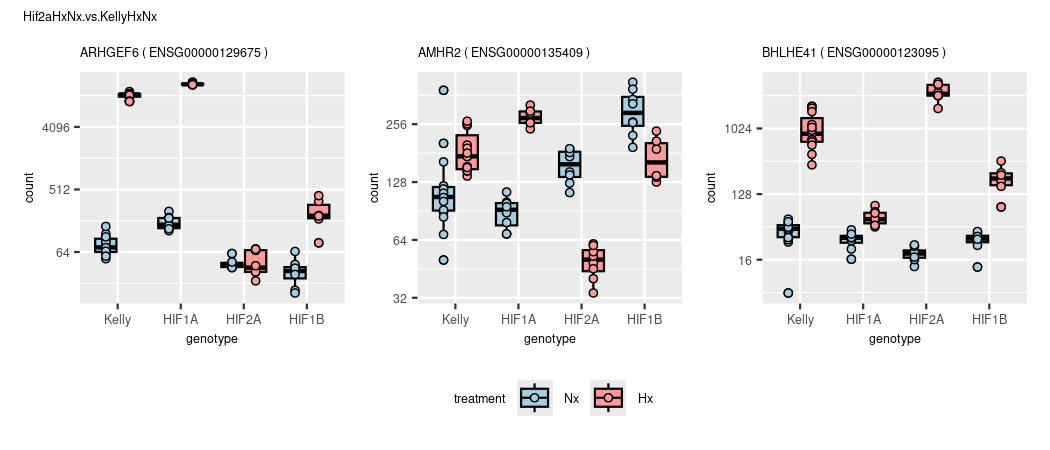 Hif2aHxNx.vs.KellyHxNx
ARHGEF6 ( ENSG00000129675 )
4096
512
64
count
Kelly HIF1A HIF2A HIF1B
genotype
AMHR2 ( ENSG00000135409 )
256
128
64
32
count
Kelly HIF1A HIF2A HIF1B
genotype
BHLHE41 ( ENSG00000123095 )
1024
128
16
count
Kelly HIF1A HIF2A HIF1B
genotype
treatment Nx Hx